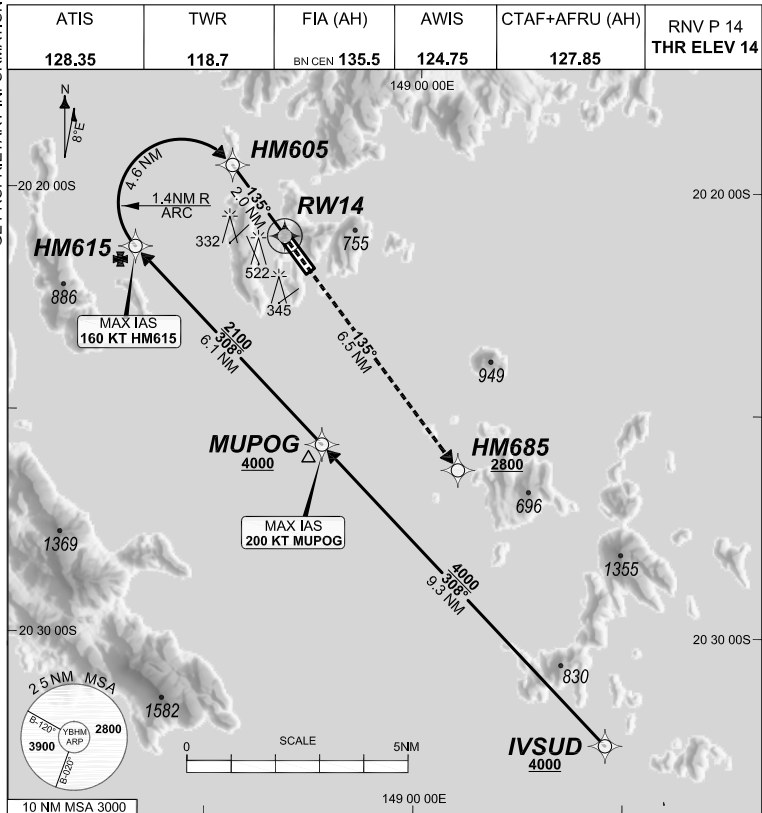 ATIS
128.35
TWR
118.7
FIA (AH)
BN CEN 135.5
AWIS
124.75
CTAF+AFRU (AH)
127.85
RNV P 14
THR ELEV 14
149 00 00E
N
8°E
4.6 NM
HM605
20 20 00S
20 20 00S
1.4NM R
ARC
135°
2.0 NM
RW14
HM615
332
522
755
345
886
MAX IAS
160 KT HM615
2100
308°
6.1 NM
135°
6.5 NM
949
MUPOG
4000
HM685
2800
696
MAX IAS
200 KT MUPOG
1369
1355
4000
308°
9.3 NM
20 30 00S
20 30 00S
830
25NM MSA
B-120°
YBHM
ARP
2800
3900
B-020°
1582
SCALE
0
5NM
IVSUD
4000
10 NM MSA 3000
149 00 00E